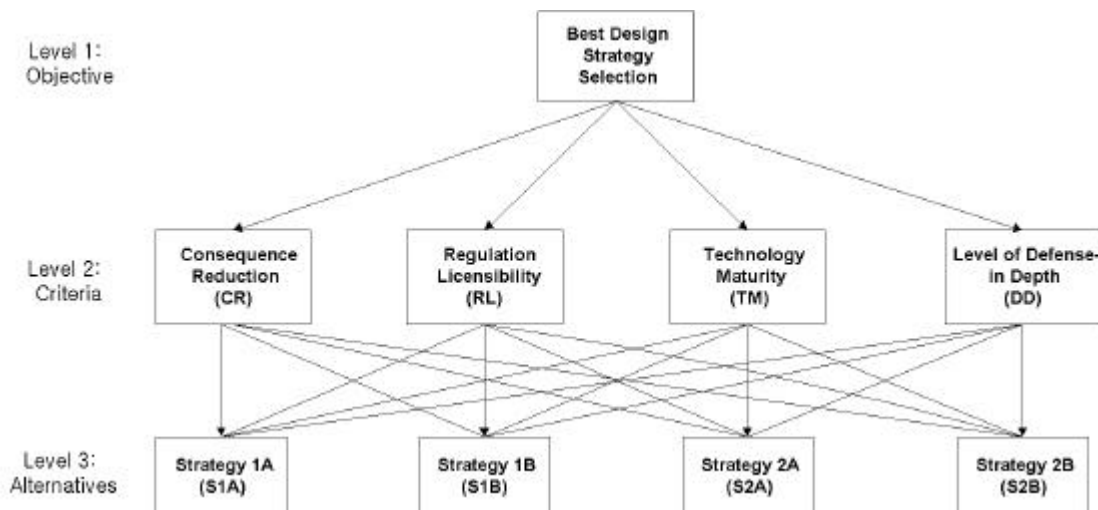 Level 1:
Objective
Best Design
Strategy
Selection
Level 2:
Criteria
Consequence
Reduction
(CR)
Regulation
Licensibility
(RL)
Technology
Maturity
(TM)
Level of Defense-
in Depth
(DD)
Level 3:
Alternatives
Strategy 1A
(S1A)
Strategy 1B
(S1B)
Strategy 2A
(S2A)
Strategy 2B
(S2B)